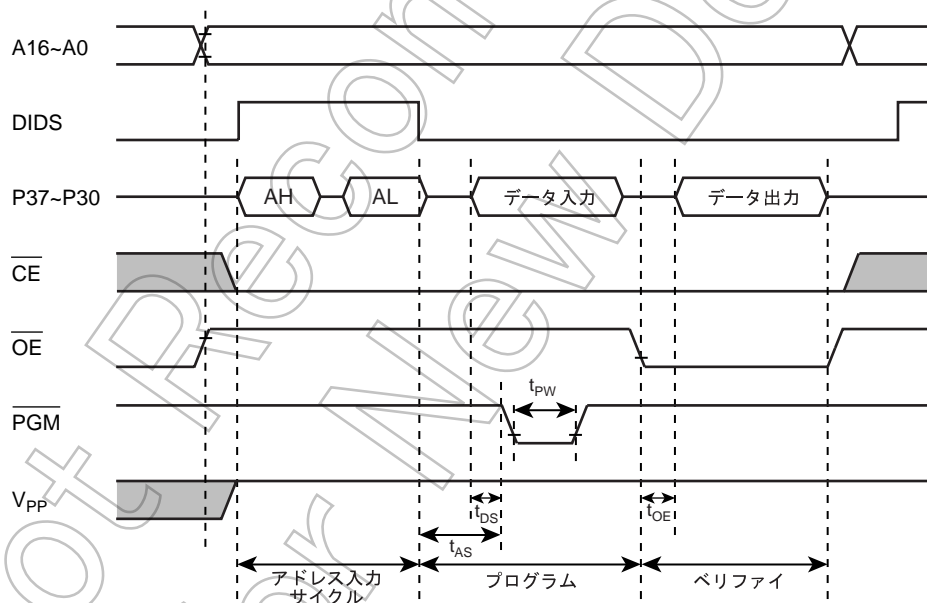 A16~A0
DIDS
P37~P30
AH
AL
データ入力
データ出力
CE
OE
tPW
PGM
VPP
tDS
tOE
tAS
アドレス入力
サイクル
プログラム
ベリファイ